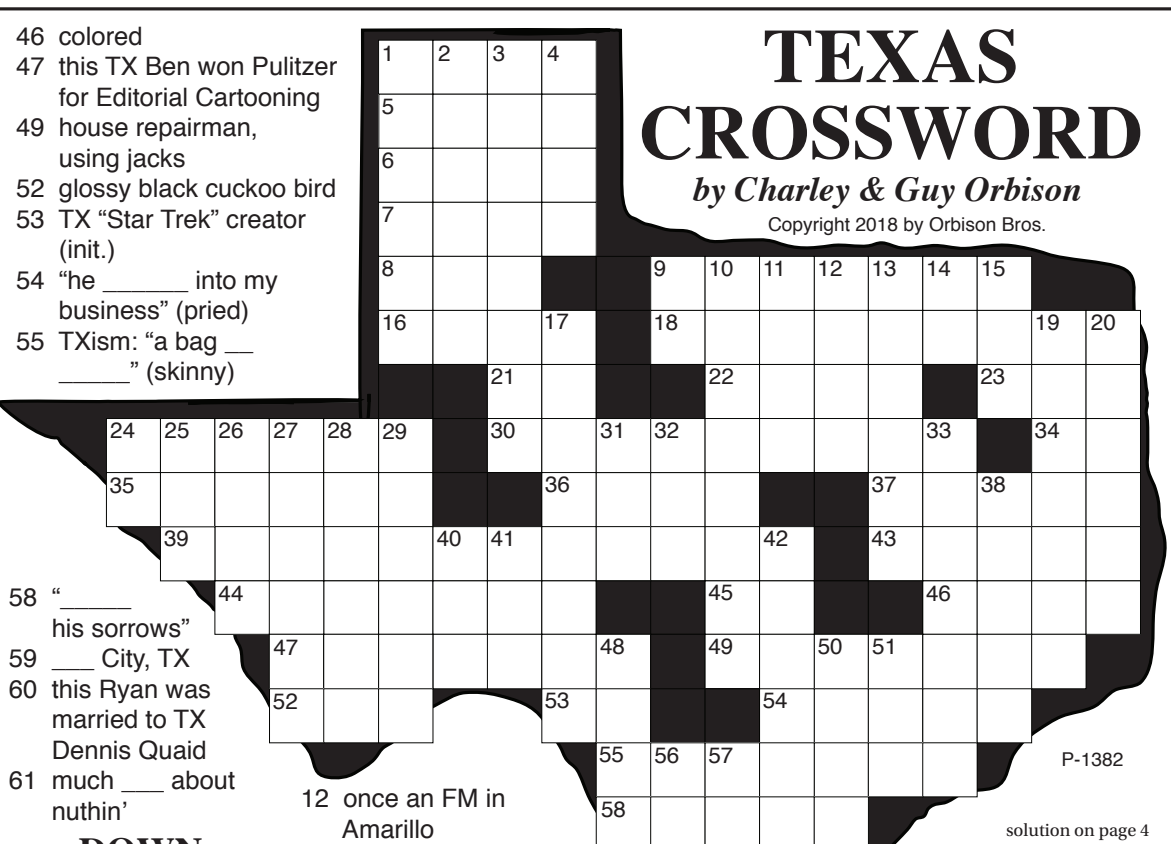 46 colored
47 this TX Ben won Pulitzer
for Editorial Cartooning
49 house repairman,
using jacks
52 glossy black cuckoo bird
53 TX “Star Trek” creator
(init.)
54 “he ______ into my
business” (pried)
55 TXism: “a bag __
_____” (skinny)
58 “_____
his sorrows”
59 ___ City, TX
60 this Ryan was
married to TX
Dennis Quaid
61 much ___ about
nuthin’
DOWN
12 once an FM in
Amarillo
TEXAS
CROSSWORD
by Charley & Guy Orbison
Copyright 2018 by Orbison Bros.
1 2 3 4
5
6
7
8 9 10 11 12 13 14 15
16 17 18 19 20
21 22 23
24 25 26 27 28 29 30 31 32 33 34
35 36 37 38
39 40 41 42 43
44 45 46
47 48 49 50 51
52 53 54
55 56 57
58
P-1382
solution on page 4